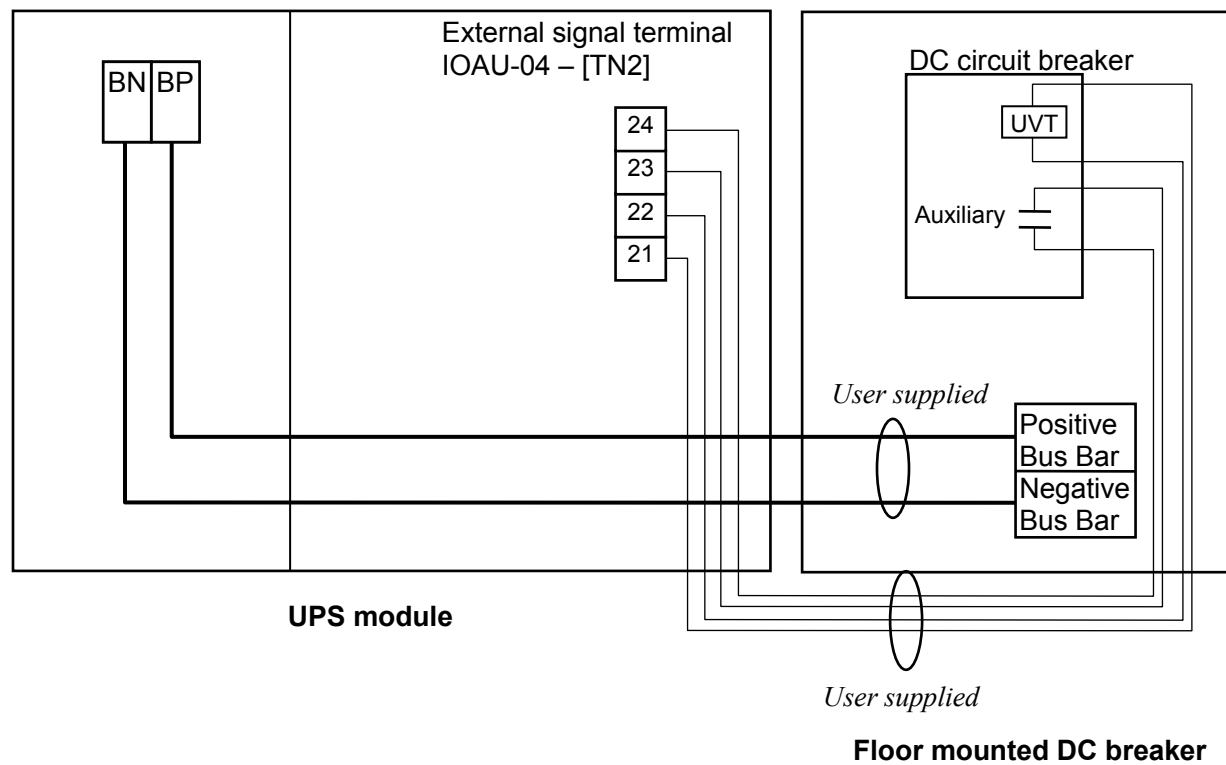 External signal terminal
IOAU-04 – [TN2]
BN BP
24
23
22
21
DC circuit breaker
UVT
Auxiliary
User supplied
Positive
Bus Bar
Negative
Bus Bar
UPS module
User supplied
Floor mounted DC breaker